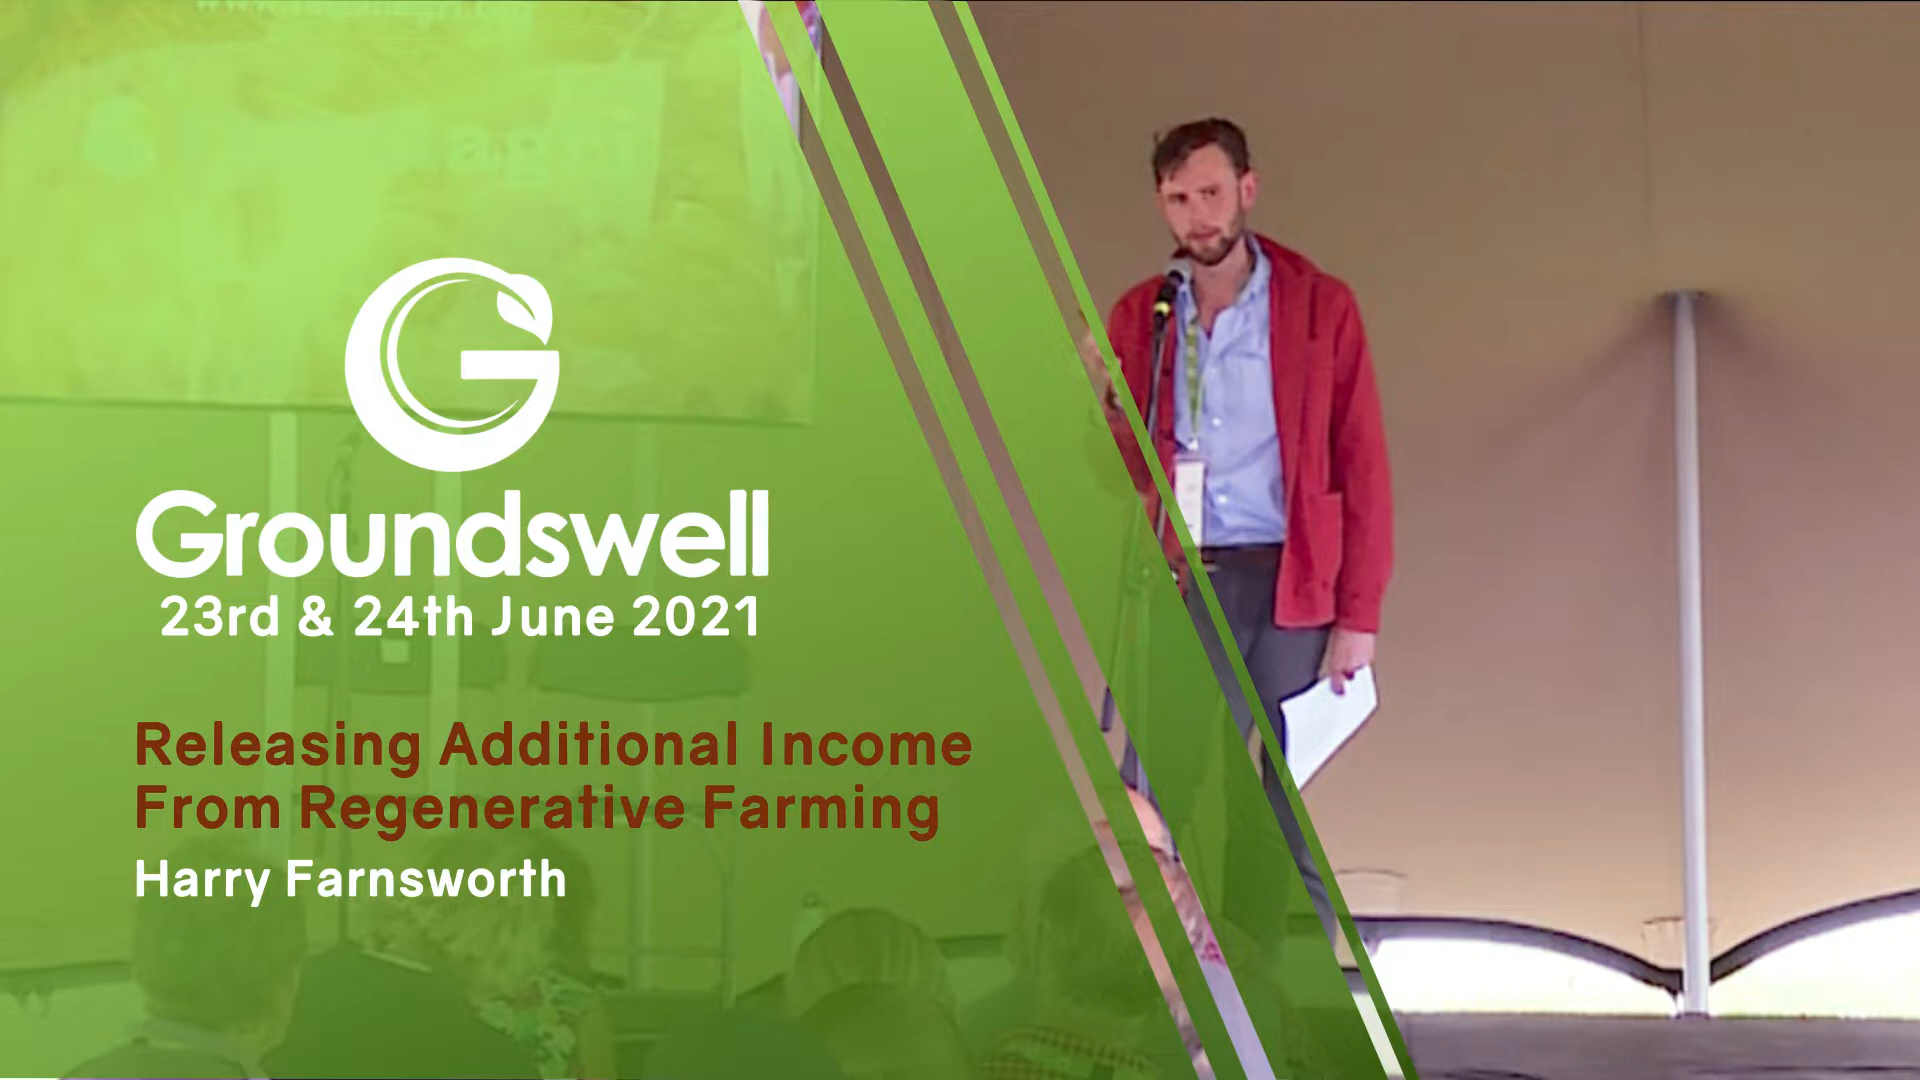 Groundswell
23rd & 24th June 2021
Releasing Additional Income
From Regenerative Farming
Harry Farnsworth